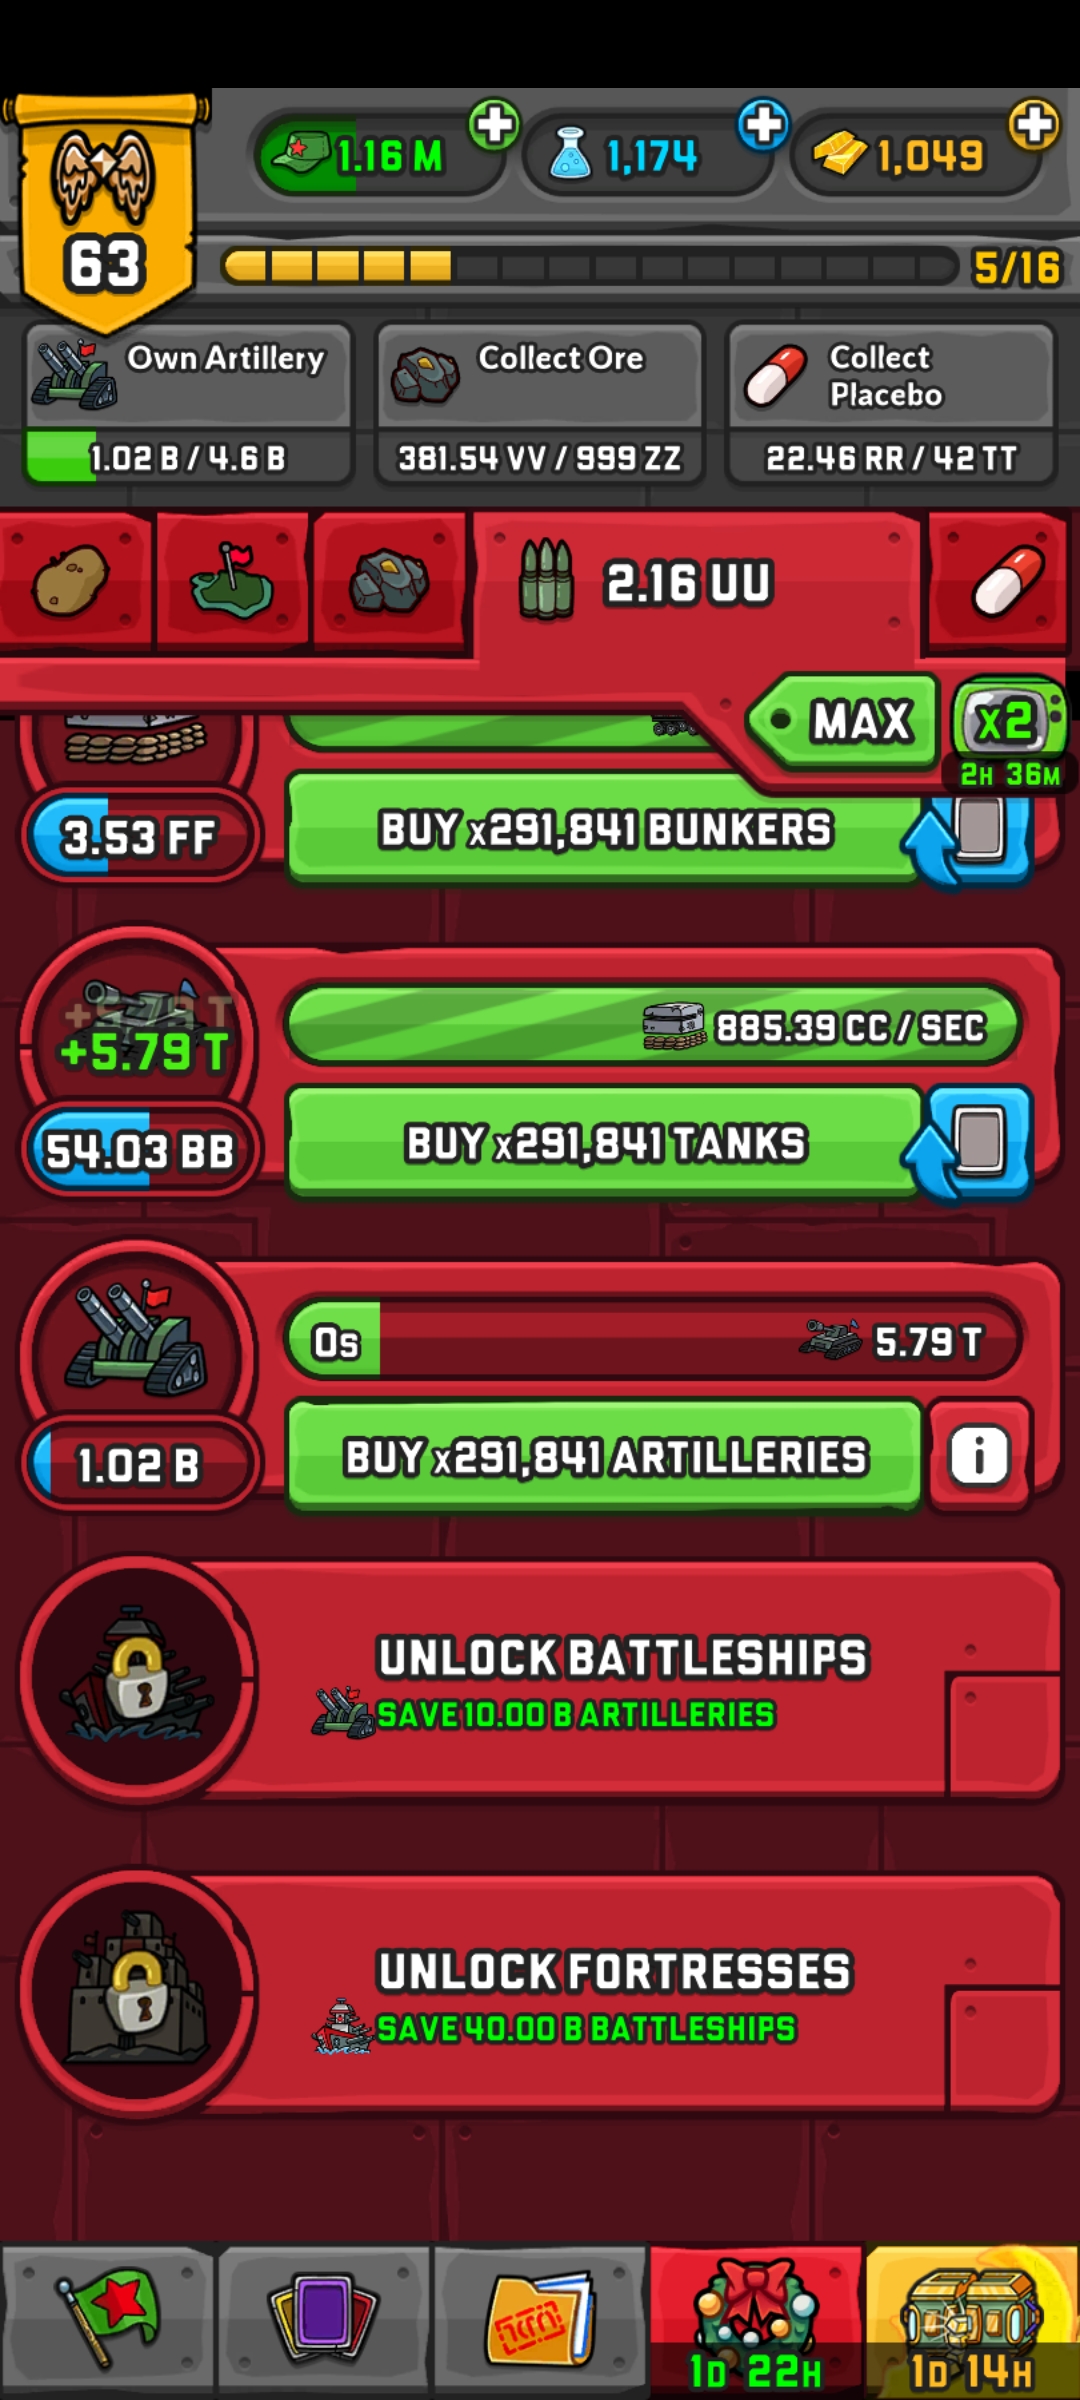 1.16 M
1,174
1,049
63
5/16
Own Artillery
1.02 B / 4.6 B
Collect Ore
381.54 VV / 999 ZZ
Collect
Placebo
22.46 RR / 42 TT
2.16 UU
MAX
x2
2H 36M
3.53 FF
BUY x291,841 BUNKERS
+5.79 T
885.39 CC / SEC
54.03 BB
BUY x291,841 TANKS
0s
5.79 T
1.02 B
BUY x291,841 ARTILLERIES
i
UNLOCK BATTLESHIPS
SAVE 10.00 B ARTILLERIES
UNLOCK FORTRESSES
SAVE 40.00 B BATTLESHIPS
1D 22H
1D 14H